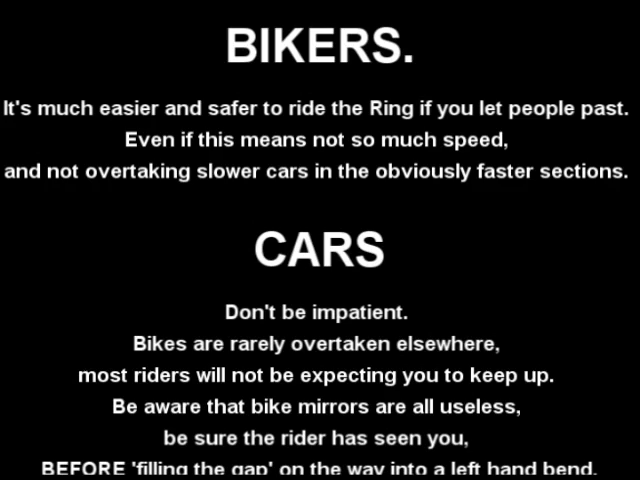 BIKERS.
It's much easier and safer to ride the Ring if you let people past.
Even if this means not so much speed,
and not overtaking slower cars in the obviously faster sections.
CARS
Don't be impatient.
Bikes are rarely overtaken elsewhere,
most riders will not be expecting you to keep up.
Be aware that bike mirrors are all useless,
be sure the rider has seen you,
BEFORE 'filling the gap' on the way into a left hand bend.